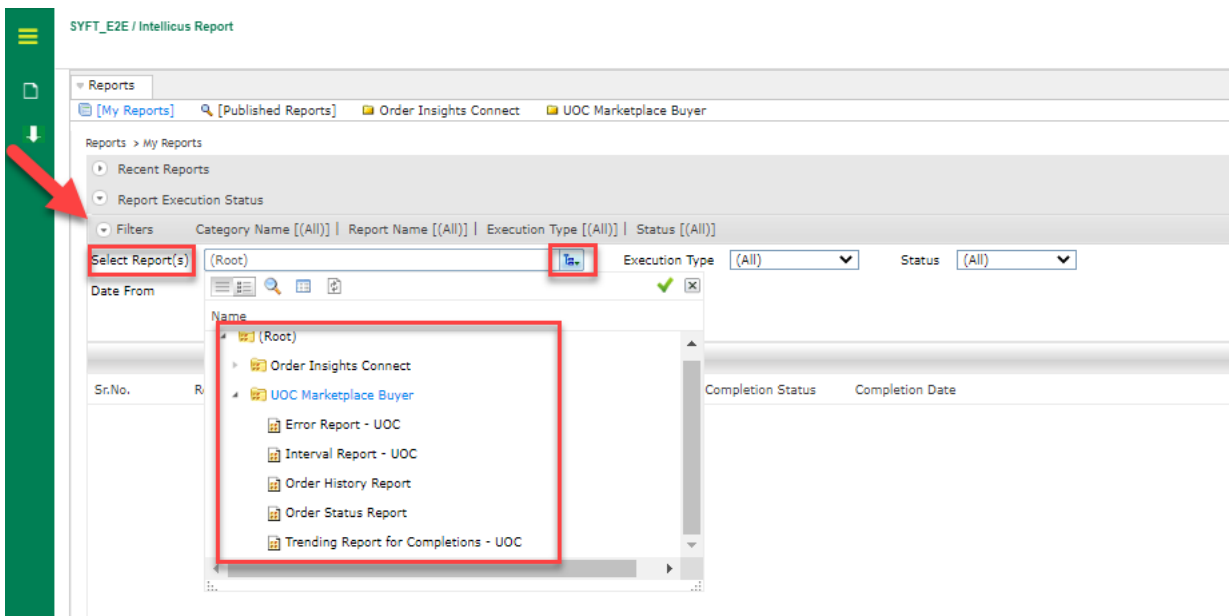 SYFT_E2E / Intellicus Report
Reports
[My Reports] [Published Reports] Order Insights Connect UOC Marketplace Buyer
Reports > My Reports
Recent Reports
Report Execution Status
Filters Category Name [(All)] | Report Name [(All)] | Execution Type [(All)] | Status [(All)]
Select Report(s) (Root) Execution Type (All) Status (All)
Date From
Name
(Root)
Order Insights Connect
Sr.No. R Completion Status Completion Date
UOC Marketplace Buyer
Error Report - UOC
Interval Report - UOC
Order History Report
Order Status Report
Trending Report for Completions - UOC